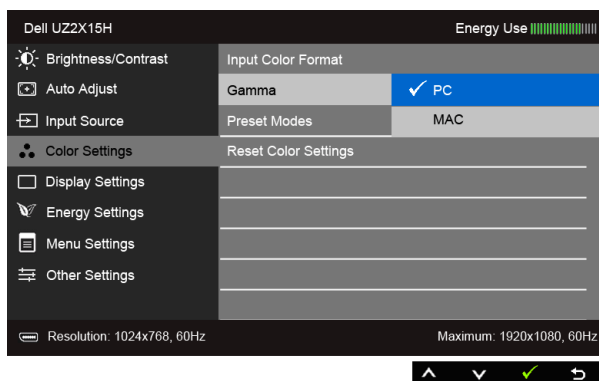 Dell UZ2X15H Energy Use
Brightness/Contrast Input Color Format
Auto Adjust Gamma PC
Input Source Preset Modes MAC
Color Settings Reset Color Settings
Display Settings
Energy Settings
Menu Settings
Other Settings
Resolution: 1024x768, 60Hz Maximum: 1920x1080, 60Hz